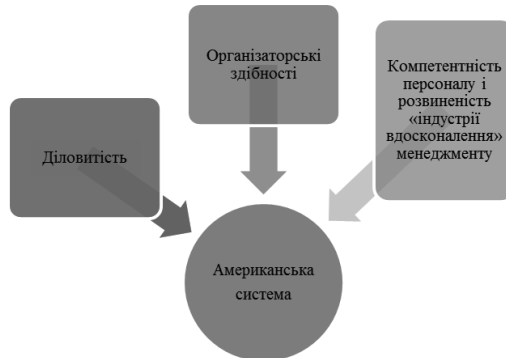 Діловитість
Організаторські
здібності
Компетентність
персоналу і
розвиненість
«індустрії
вдосконалення»
менеджменту
Американська
система